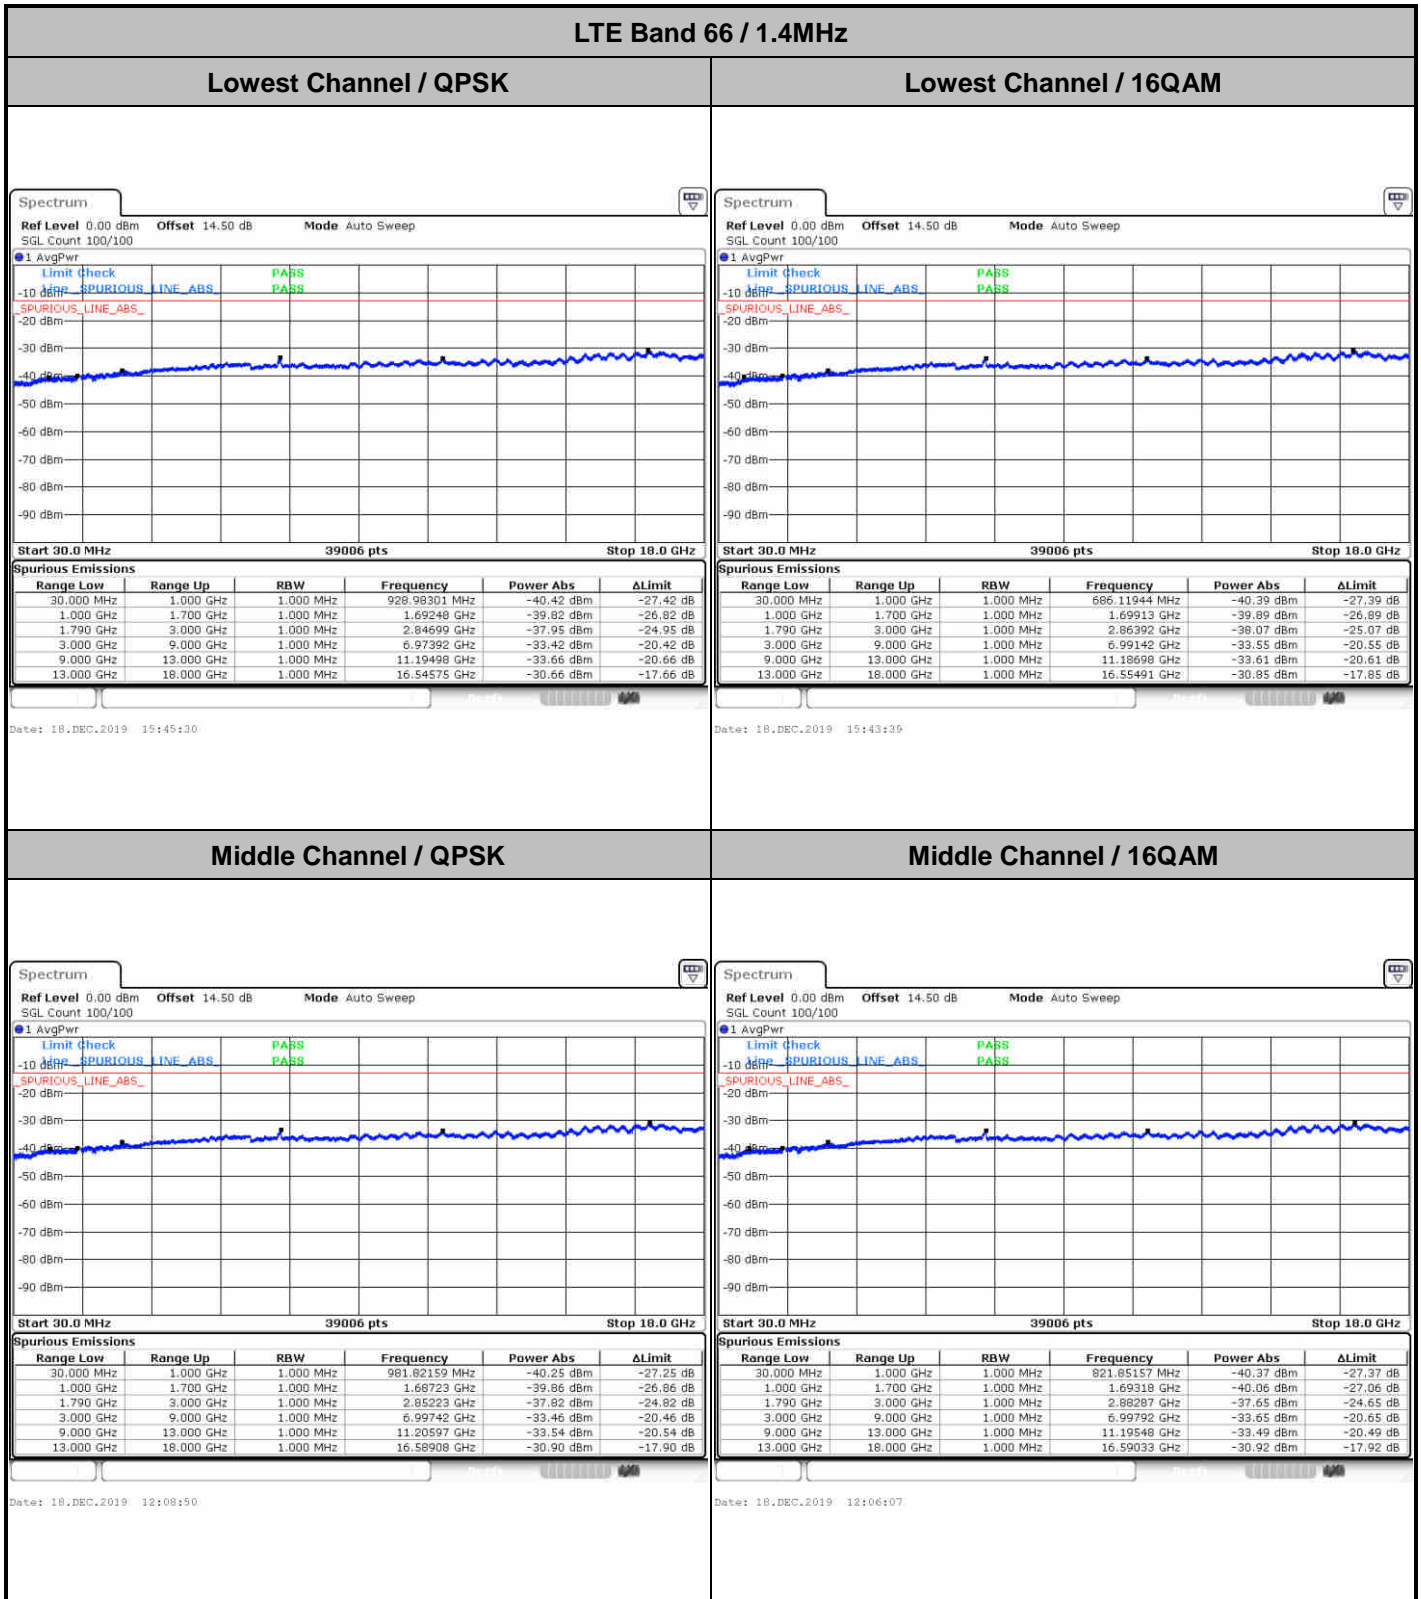 LTE Band 66 / 1.4MHz
Lowest Channel / QPSK
Lowest Channel / 16QAM
Spectrum
Ref Level 0.00 dBm Offset 14.50 dB Mode Auto Sweep
SGL Count 100/100
1 AvgPwr
Limit Check PASS
Line _SPURIOUS_LINE_ABS_ PASS
-10 dBm
_SPURIOUS_LINE_ABS_
-20 dBm
-30 dBm
-40 dBm
-50 dBm
-60 dBm
-70 dBm
-80 dBm
-90 dBm
Start 30.0 MHz 39006 pts Stop 18.0 GHz
Spurious Emissions
Range Low Range Up RBW Frequency Power Abs ΔLimit
30.000 MHz 1.000 GHz 1.000 MHz 928.98301 MHz -40.42 dBm -27.42 dB
1.000 GHz 1.700 GHz 1.000 MHz 1.69248 GHz -39.82 dBm -26.82 dB
1.790 GHz 3.000 GHz 1.000 MHz 2.84699 GHz -37.95 dBm -24.95 dB
3.000 GHz 9.000 GHz 1.000 MHz 6.97392 GHz -33.42 dBm -20.42 dB
9.000 GHz 13.000 GHz 1.000 MHz 11.19498 GHz -33.66 dBm -20.66 dB
13.000 GHz 18.000 GHz 1.000 MHz 16.54575 GHz -30.66 dBm -17.66 dB
Date: 18.DEC.2019 15:45:30
Spectrum
Ref Level 0.00 dBm Offset 14.50 dB Mode Auto Sweep
SGL Count 100/100
1 AvgPwr
Limit Check PASS
Line _SPURIOUS_LINE_ABS_ PASS
-10 dBm
_SPURIOUS_LINE_ABS_
-20 dBm
-30 dBm
-40 dBm
-50 dBm
-60 dBm
-70 dBm
-80 dBm
-90 dBm
Start 30.0 MHz 39006 pts Stop 18.0 GHz
Spurious Emissions
Range Low Range Up RBW Frequency Power Abs ΔLimit
30.000 MHz 1.000 GHz 1.000 MHz 686.11944 MHz -40.39 dBm -27.39 dB
1.000 GHz 1.700 GHz 1.000 MHz 1.69913 GHz -39.89 dBm -26.89 dB
1.790 GHz 3.000 GHz 1.000 MHz 2.86392 GHz -38.07 dBm -25.07 dB
3.000 GHz 9.000 GHz 1.000 MHz 6.99142 GHz -33.55 dBm -20.55 dB
9.000 GHz 13.000 GHz 1.000 MHz 11.18698 GHz -33.61 dBm -20.61 dB
13.000 GHz 18.000 GHz 1.000 MHz 16.55491 GHz -30.85 dBm -17.85 dB
Date: 18.DEC.2019 15:43:39
Middle Channel / QPSK
Middle Channel / 16QAM
Spectrum
Ref Level 0.00 dBm Offset 14.50 dB Mode Auto Sweep
SGL Count 100/100
1 AvgPwr
Limit Check PASS
Line _SPURIOUS_LINE_ABS_ PASS
-10 dBm
_SPURIOUS_LINE_ABS_
-20 dBm
-30 dBm
-40 dBm
-50 dBm
-60 dBm
-70 dBm
-80 dBm
-90 dBm
Start 30.0 MHz 39006 pts Stop 18.0 GHz
Spurious Emissions
Range Low Range Up RBW Frequency Power Abs ΔLimit
30.000 MHz 1.000 GHz 1.000 MHz 981.82159 MHz -40.25 dBm -27.25 dB
1.000 GHz 1.700 GHz 1.000 MHz 1.68723 GHz -39.86 dBm -26.86 dB
1.790 GHz 3.000 GHz 1.000 MHz 2.85223 GHz -37.82 dBm -24.82 dB
3.000 GHz 9.000 GHz 1.000 MHz 6.99742 GHz -33.46 dBm -20.46 dB
9.000 GHz 13.000 GHz 1.000 MHz 11.20597 GHz -33.54 dBm -20.54 dB
13.000 GHz 18.000 GHz 1.000 MHz 16.58908 GHz -30.90 dBm -17.90 dB
Date: 18.DEC.2019 12:08:50
Spectrum
Ref Level 0.00 dBm Offset 14.50 dB Mode Auto Sweep
SGL Count 100/100
1 AvgPwr
Limit Check PASS
Line _SPURIOUS_LINE_ABS_ PASS
-10 dBm
_SPURIOUS_LINE_ABS_
-20 dBm
-30 dBm
-40 dBm
-50 dBm
-60 dBm
-70 dBm
-80 dBm
-90 dBm
Start 30.0 MHz 39006 pts Stop 18.0 GHz
Spurious Emissions
Range Low Range Up RBW Frequency Power Abs ΔLimit
30.000 MHz 1.000 GHz 1.000 MHz 821.85157 MHz -40.37 dBm -27.37 dB
1.000 GHz 1.700 GHz 1.000 MHz 1.69318 GHz -40.06 dBm -27.06 dB
1.790 GHz 3.000 GHz 1.000 MHz 2.88287 GHz -37.65 dBm -24.65 dB
3.000 GHz 9.000 GHz 1.000 MHz 6.99792 GHz -33.65 dBm -20.65 dB
9.000 GHz 13.000 GHz 1.000 MHz 11.19548 GHz -33.49 dBm -20.49 dB
13.000 GHz 18.000 GHz 1.000 MHz 16.59033 GHz -30.92 dBm -17.92 dB
Date: 18.DEC.2019 12:06:07